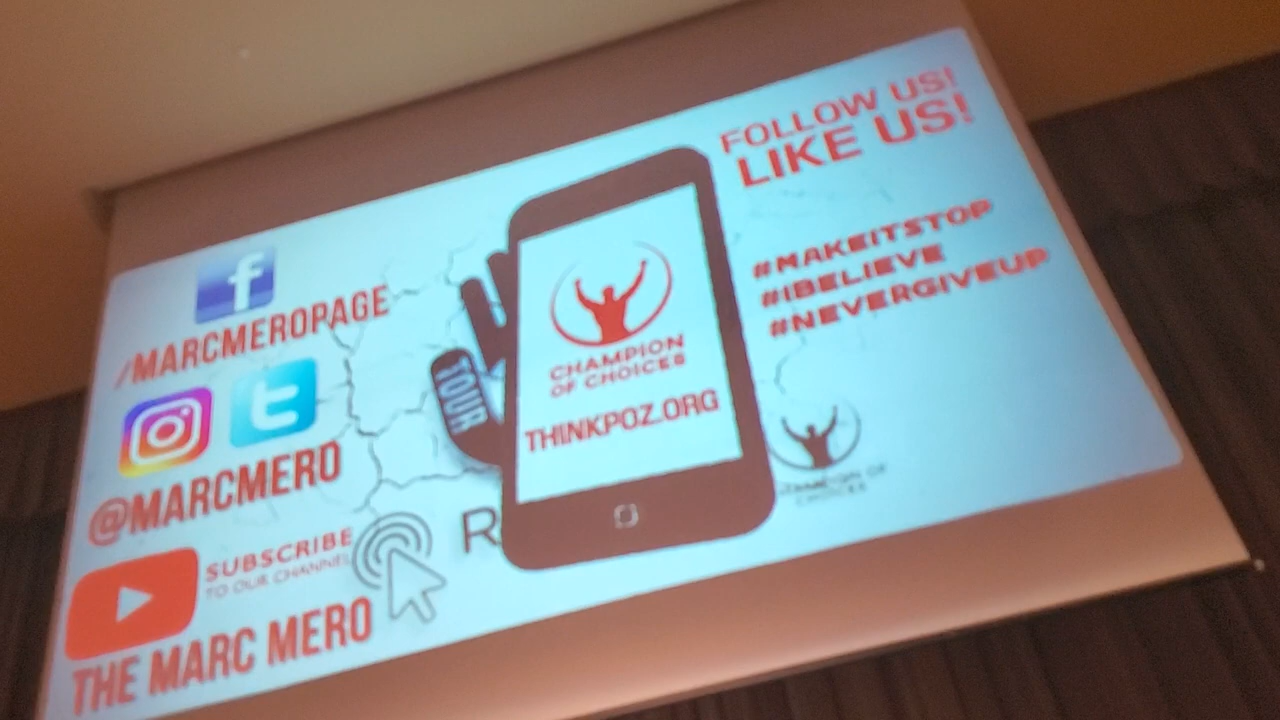 f
/MARCMEROPAGE
@MARCMERO
SUBSCRIBE
TO OUR CHANNEL
THE MARC MERO
R
TOUR
CHAMPION
OF CHOICES
THINKPOZ.ORG
FOLLOW US!
LIKE US!
#MAKEITSTOP
#IBELIEVE
#NEVERGIVEUP
CHAMPION OF
CHOICES